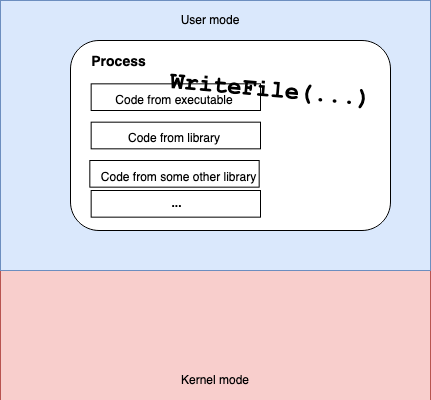 User mode
Process
WriteFile(...)
Code from executable
Code from library
Code from some other library
...
Kernel mode